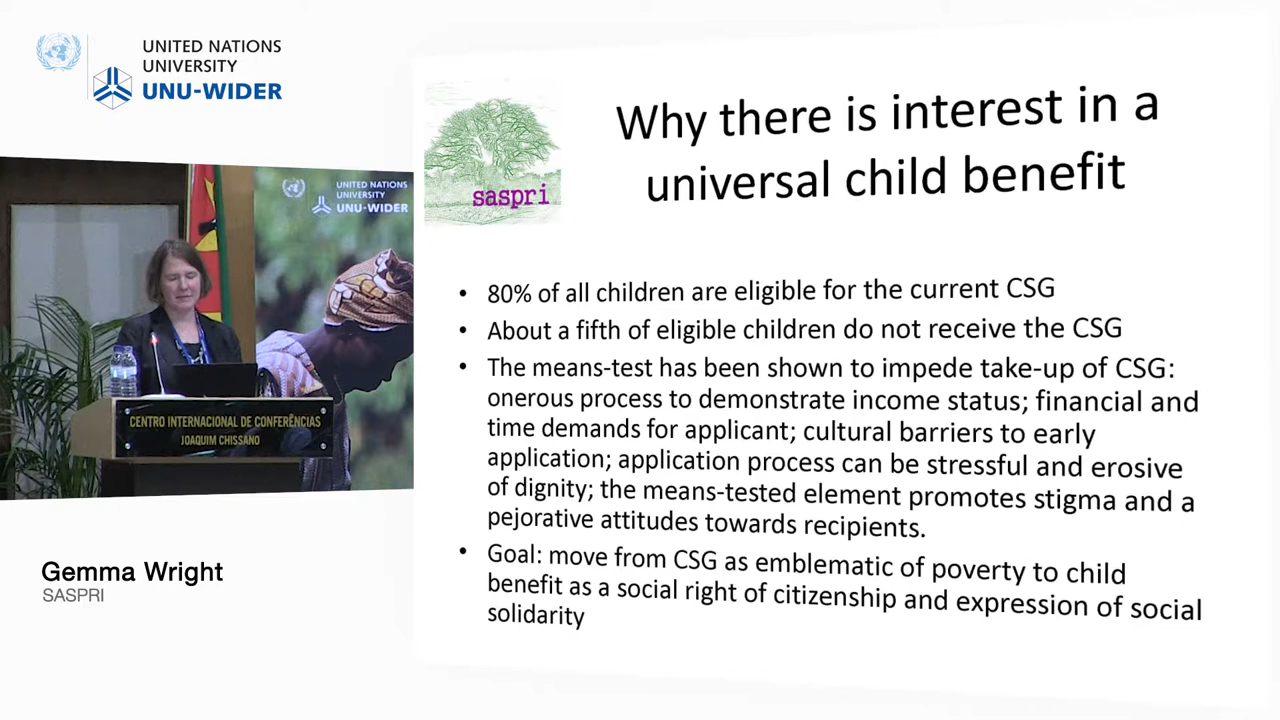 UNITED NATIONS
UNIVERSITY
UNU-WIDER
UNITED NATIONS
UNIVERSITY
UNU-WIDER
CENTRO INTERNACIONAL DE CONFERÊNCIAS
JOAQUIM CHISSANO
Gemma Wright
SASPRI
saspri
Why there is interest in a
universal child benefit
• 80% of all children are eligible for the current CSG
• About a fifth of eligible children do not receive the CSG
• The means-test has been shown to impede take-up of CSG:
onerous process to demonstrate income status; financial and
time demands for applicant; cultural barriers to early
application; application process can be stressful and erosive
of dignity; the means-tested element promotes stigma and a
pejorative attitudes towards recipients.
• Goal: move from CSG as emblematic of poverty to child
benefit as a social right of citizenship and expression of social
solidarity